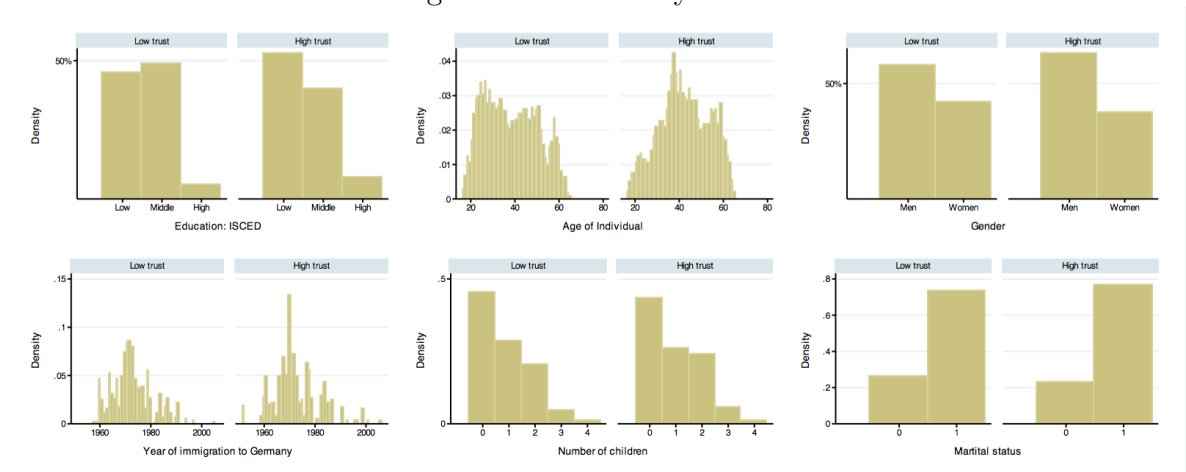 Low trust High trust
50%
Density
Low Middle High Low Middle High
Education: ISCED
Low trust High trust
.04
.03
.02
.01
0
Density
20 40 60 80 20 40 60 80
Age of Individual
Low trust High trust
50%
Density
Men Women Men Women
Gender
Low trust High trust
.15
.1
.05
0
Density
1960 1980 2000 1960 1980 2000
Year of immigration to Germany
Low trust High trust
.5
0
Density
0 1 2 3 4 0 1 2 3 4
Number of children
Low trust High trust
.8
.6
.4
.2
0
Density
0 1 0 1
Martital status